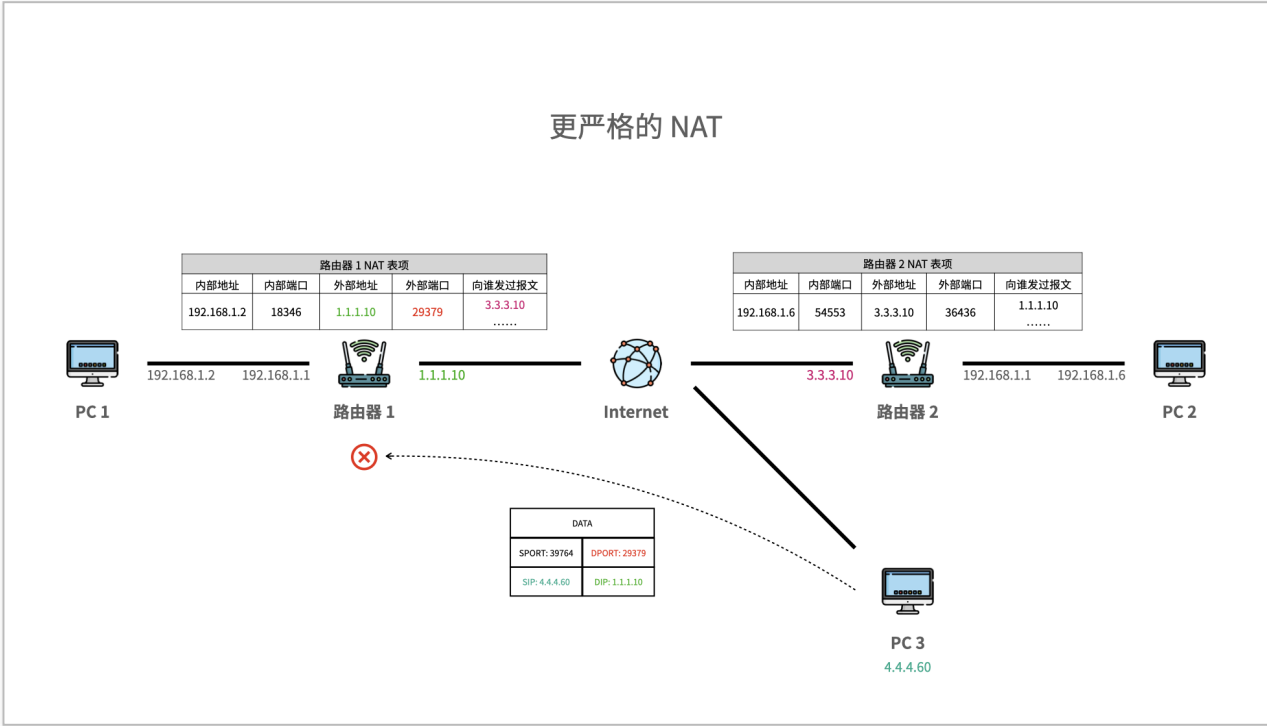 更严格的 NAT
路由器 1 NAT 表项
内部地址 内部端口 外部地址 外部端口 向谁发过报文
192.168.1.2 18346 1.1.1.10 29379 3.3.3.10
……
路由器 2 NAT 表项
内部地址 内部端口 外部地址 外部端口 向谁发过报文
192.168.1.6 54553 3.3.3.10 36436 1.1.1.10
……
192.168.1.2 192.168.1.1 1.1.1.10 3.3.3.10 192.168.1.1 192.168.1.6
PC 1 路由器 1 Internet 路由器 2 PC 2
DATA
SPORT: 39764 DPORT: 29379
SIP: 4.4.4.60 DIP: 1.1.1.10
PC 3
4.4.4.60